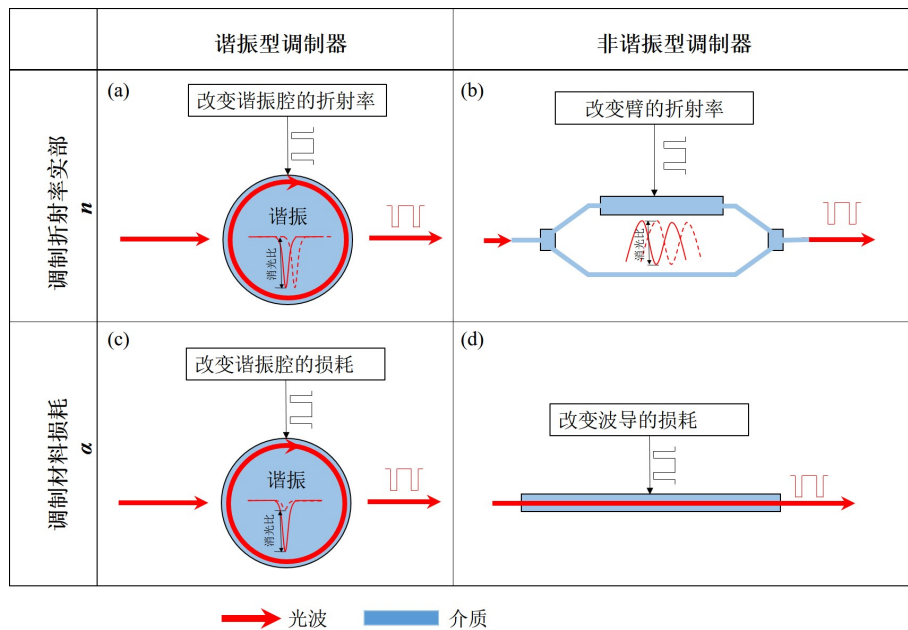 谐振型调制器
非谐振型调制器
调制折射率实部
n
(a)
改变谐振腔的折射率
谐振
消光比
(b)
改变臂的折射率
消光比
调制材料损耗
α
(c)
改变谐振腔的损耗
谐振
消光比
(d)
改变波导的损耗
光波
介质